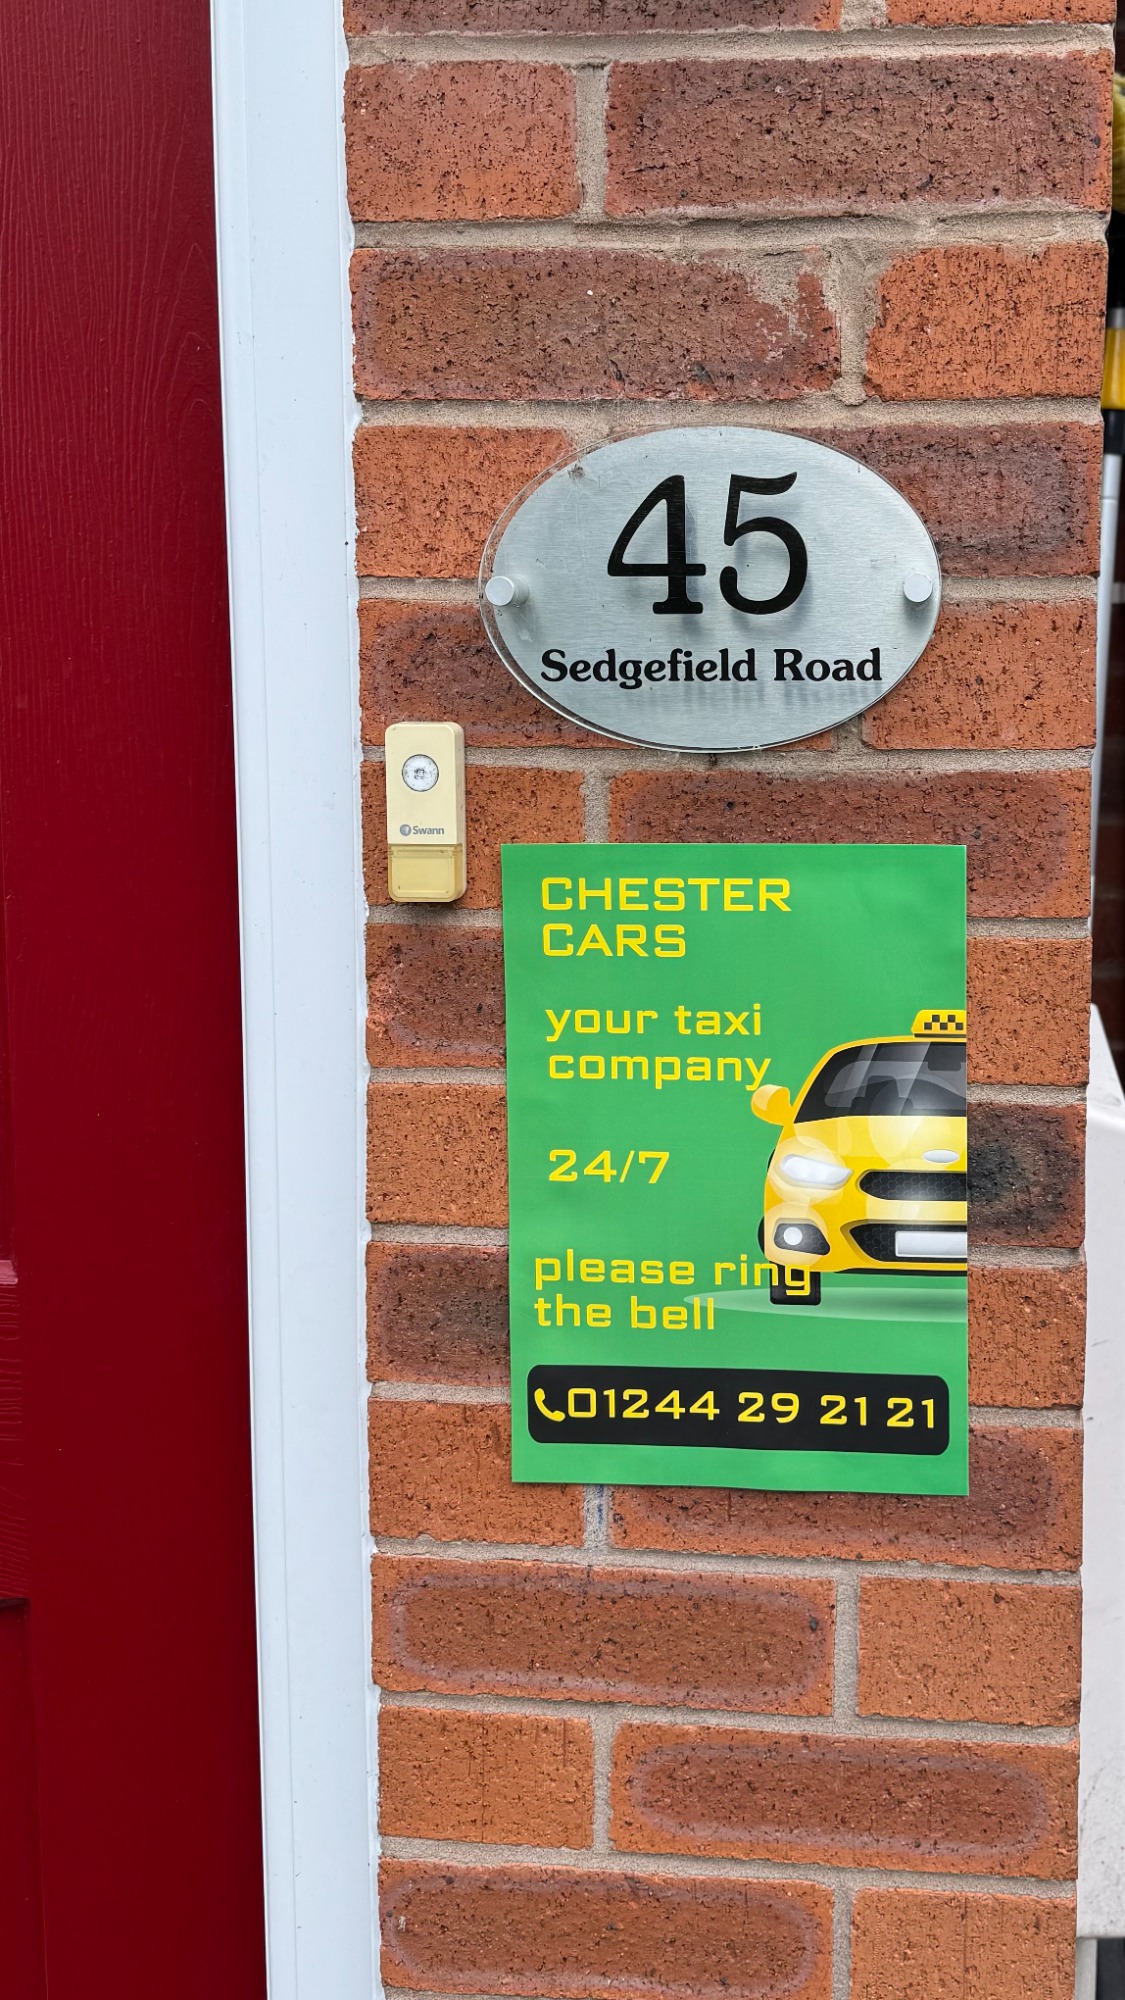 45
Sedgefield Road
Swann
CHESTER
CARS
your taxi
company
24/7
please ring
the bell
01244 29 21 21